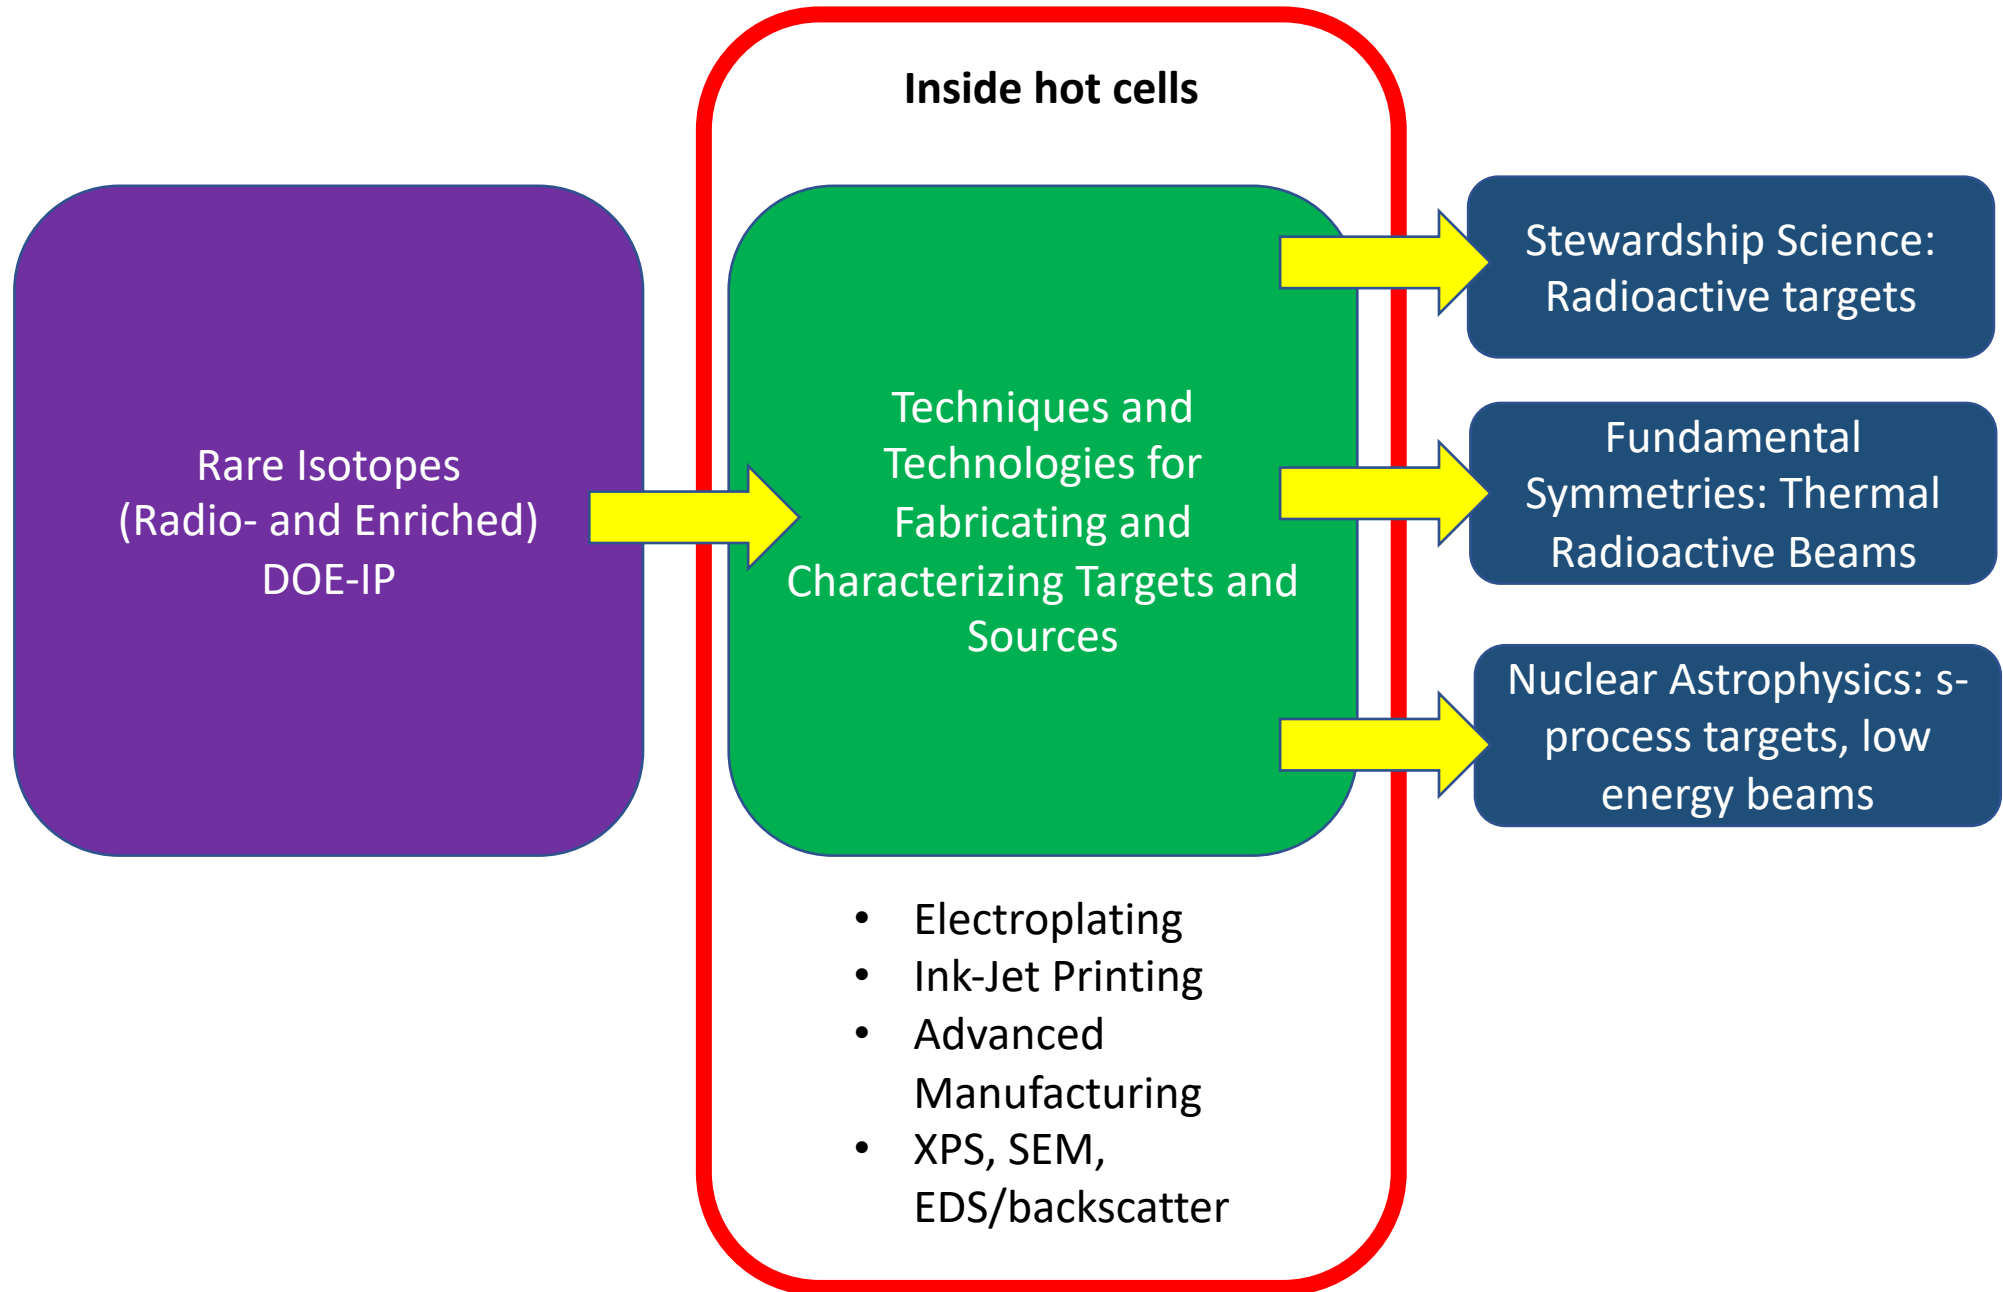 Inside hot cells
Rare Isotopes
(Radio- and Enriched)
DOE-IP
Techniques and
Technologies for
Fabricating and
Characterizing Targets and
Sources
• Electroplating
• Ink-Jet Printing
• Advanced
Manufacturing
• XPS, SEM,
EDS/backscatter
Stewardship Science:
Radioactive targets
Fundamental
Symmetries: Thermal
Radioactive Beams
Nuclear Astrophysics: s-
process targets, low
energy beams